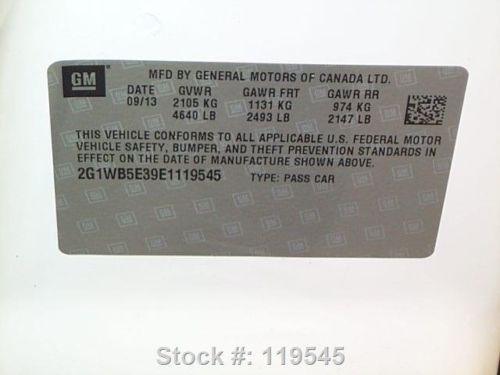 GM
MFD BY GENERAL MOTORS OF CANADA LTD.
DATE GVWR GAWR FRT GAWR RR
09/13 2105 KG 1131 KG 974 KG
4640 LB 2493 LB 2147 LB
THIS VEHICLE CONFORMS TO ALL APPLICABLE U.S. FEDERAL MOTOR
VEHICLE SAFETY, BUMPER, AND THEFT PREVENTION STANDARDS IN
EFFECT ON THE DATE OF MANUFACTURE SHOWN ABOVE.
2G1WB5E39E1119545 TYPE: PASS CAR
Stock #: 119545